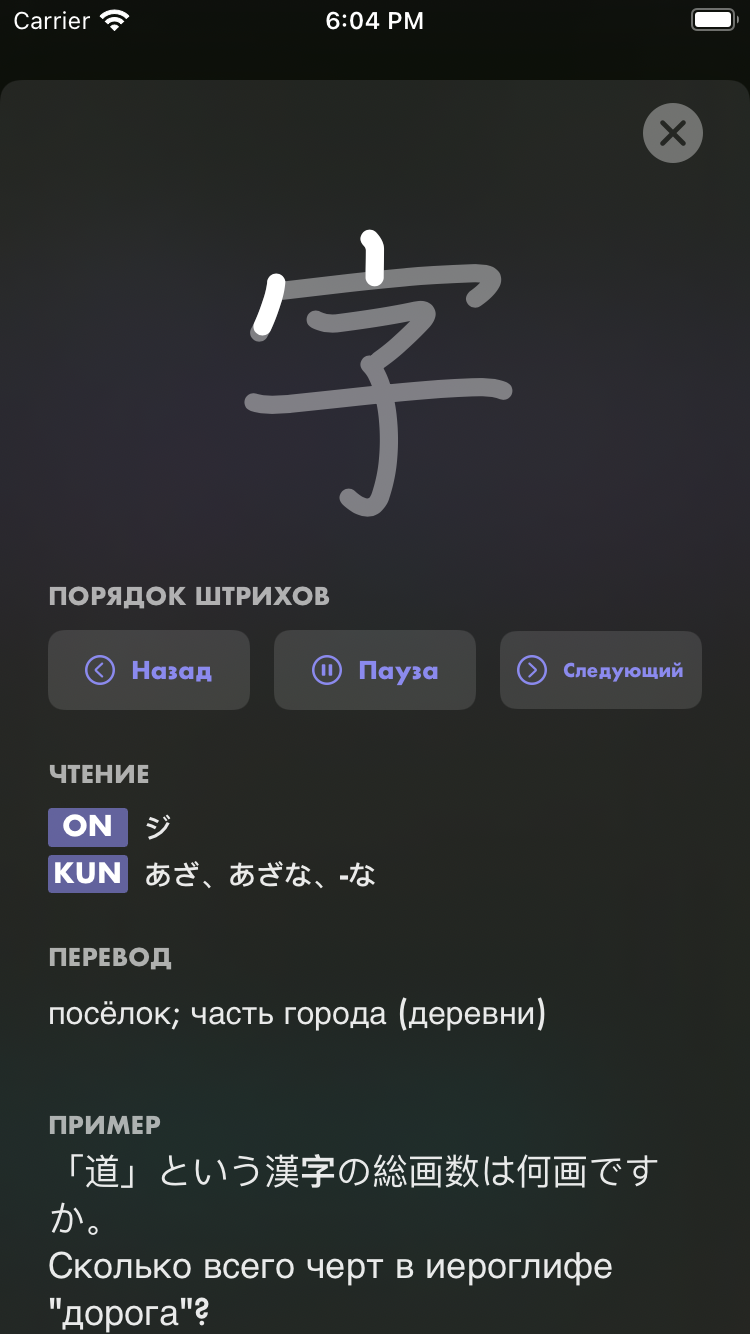 Carrier 6:04 PM
字
ПОРЯДОК ШТРИХОВ
Назад Пауза Следующий
ЧТЕНИЕ
ON ジ
KUN あざ、あざな、-な
ПЕРЕВОД
посёлок; часть города (деревни)
ПРИМЕР
「道」という漢字の総画数は何画です
か。
Сколько всего черт в иероглифе
"дорога"?